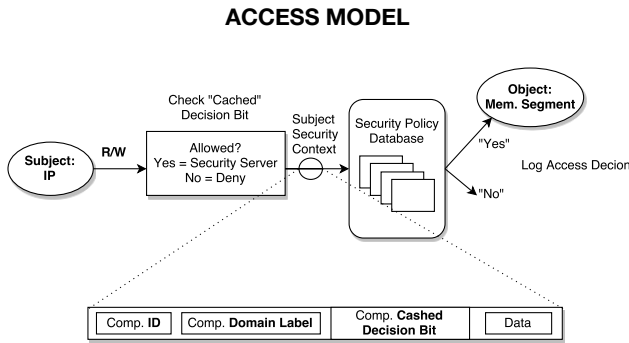 ACCESS MODEL
Check "Cached"
Decision Bit
Subject:
IP
R/W
Allowed?
Yes = Security Server
No = Deny
Subject
Security
Context
Security Policy
Database
Object:
Mem. Segment
"Yes"
"No"
Log Access Decion
Comp. ID
Comp. Domain Label
Comp. Cashed
Decision Bit
Data